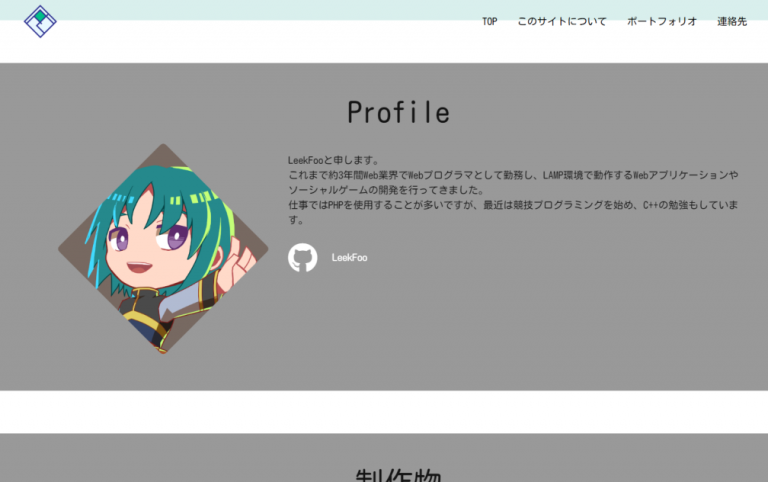 TOP このサイトについて ポートフォリオ 連絡先
Profile
LeekFooと申します。
これまで約3年間Web業界でWebプログラマとして勤務し、LAMP環境で動作するWebアプリケーションや
ソーシャルゲームの開発を行ってきました。
仕事ではPHPを使用することが多いですが、最近は競技プログラミングを始め、C++の勉強もしていま
す。
LeekFoo
制作物